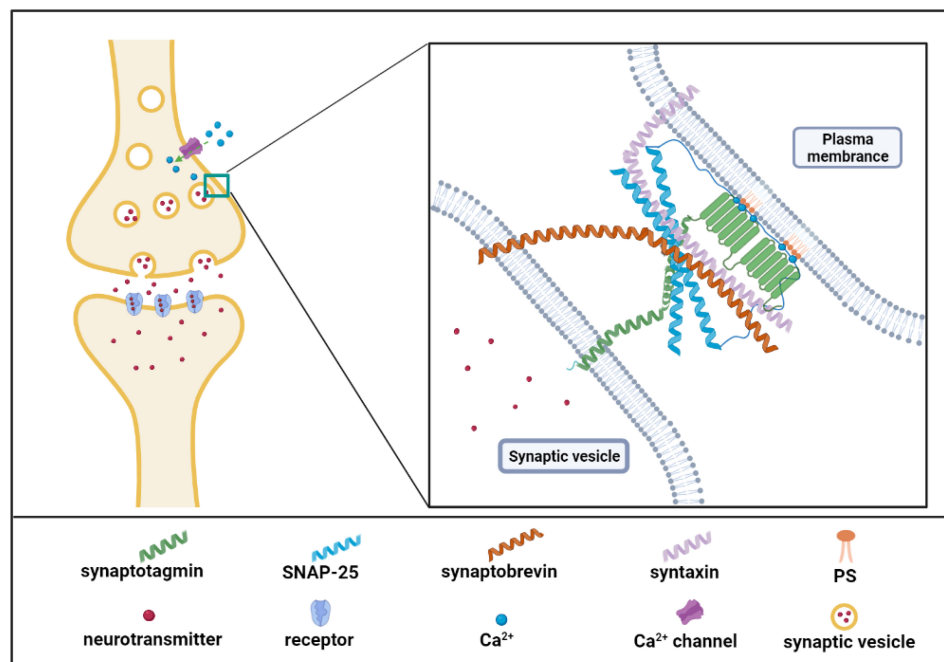 Plasma
membrance
Synaptic vesicle
synaptotagmin
SNAP-25
synaptobrevin
syntaxin
PS
neurotransmitter
receptor
Ca²⁺
Ca²⁺ channel
synaptic vesicle